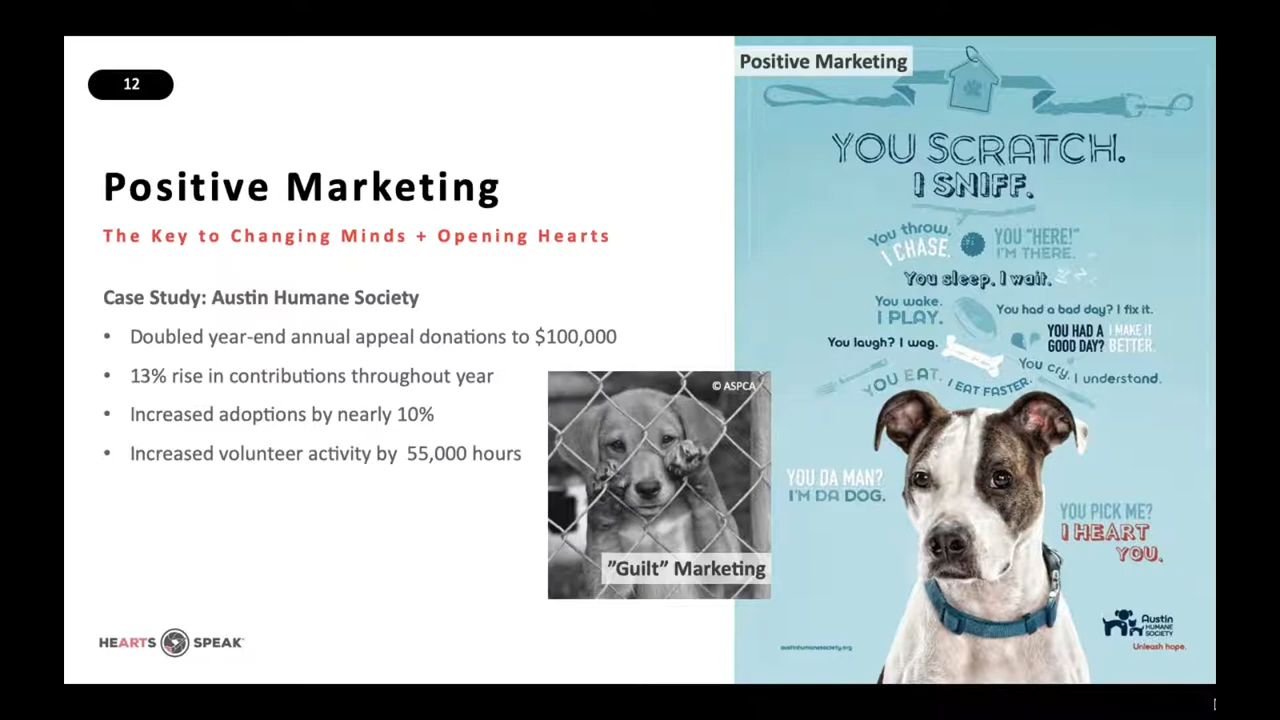 12
Positive Marketing
The Key to Changing Minds + Opening Hearts
Case Study: Austin Humane Society
• Doubled year-end annual appeal donations to $100,000
• 13% rise in contributions throughout year
• Increased adoptions by nearly 10%
• Increased volunteer activity by 55,000 hours
HEARTS SPEAK
© ASPCA
”Guilt” Marketing
Positive Marketing
YOU SCRATCH.
I SNIFF.
You throw.
I CHASE.
YOU "HERE!"
I'M THERE.
You sleep. I wait.
You wake.
I PLAY.
You had a bad day? I fix it.
YOU HAD A
GOOD DAY?
I MAKE IT
BETTER.
You laugh? I wag.
You cry. I understand.
YOU EAT. I EAT FASTER.
YOU DA MAN?
I'M DA DOG.
YOU PICK ME?
I HEART
YOU.
Austin
HUMANE
SOCIETY
Unleash hope.
austinhumanesociety.org